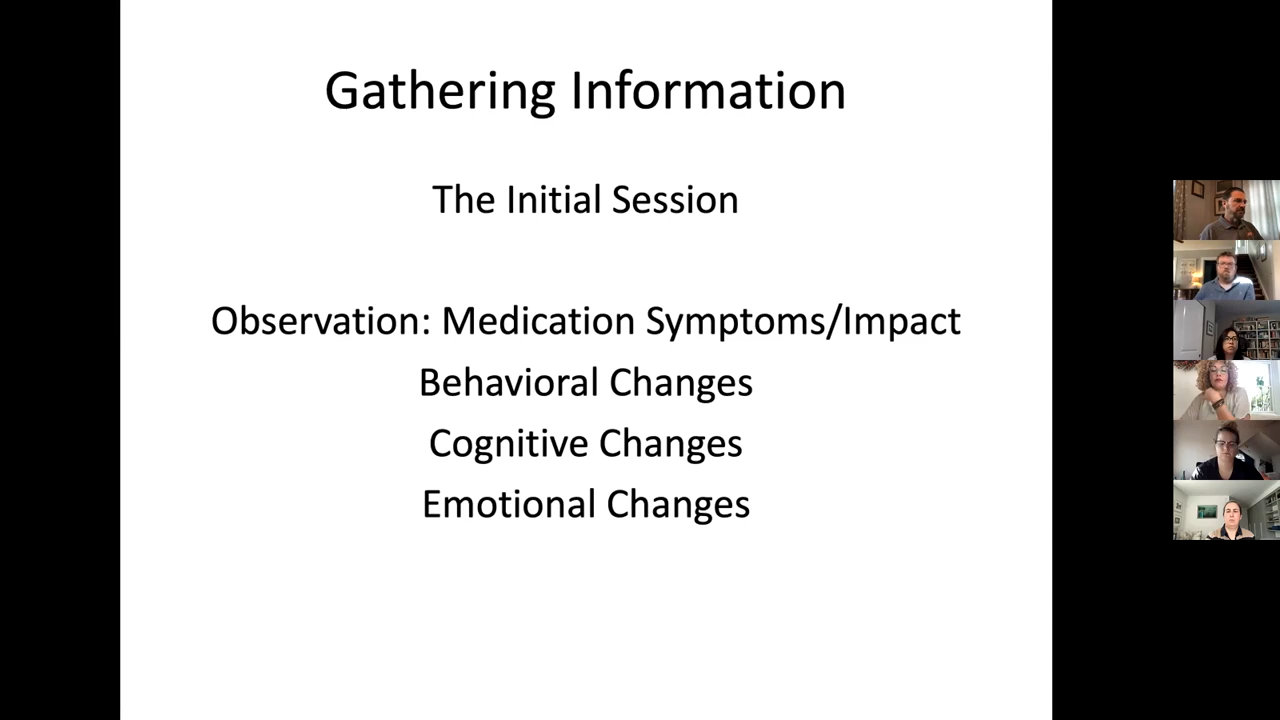 Gathering Information
The Initial Session
Observation: Medication Symptoms/Impact
Behavioral Changes
Cognitive Changes
Emotional Changes